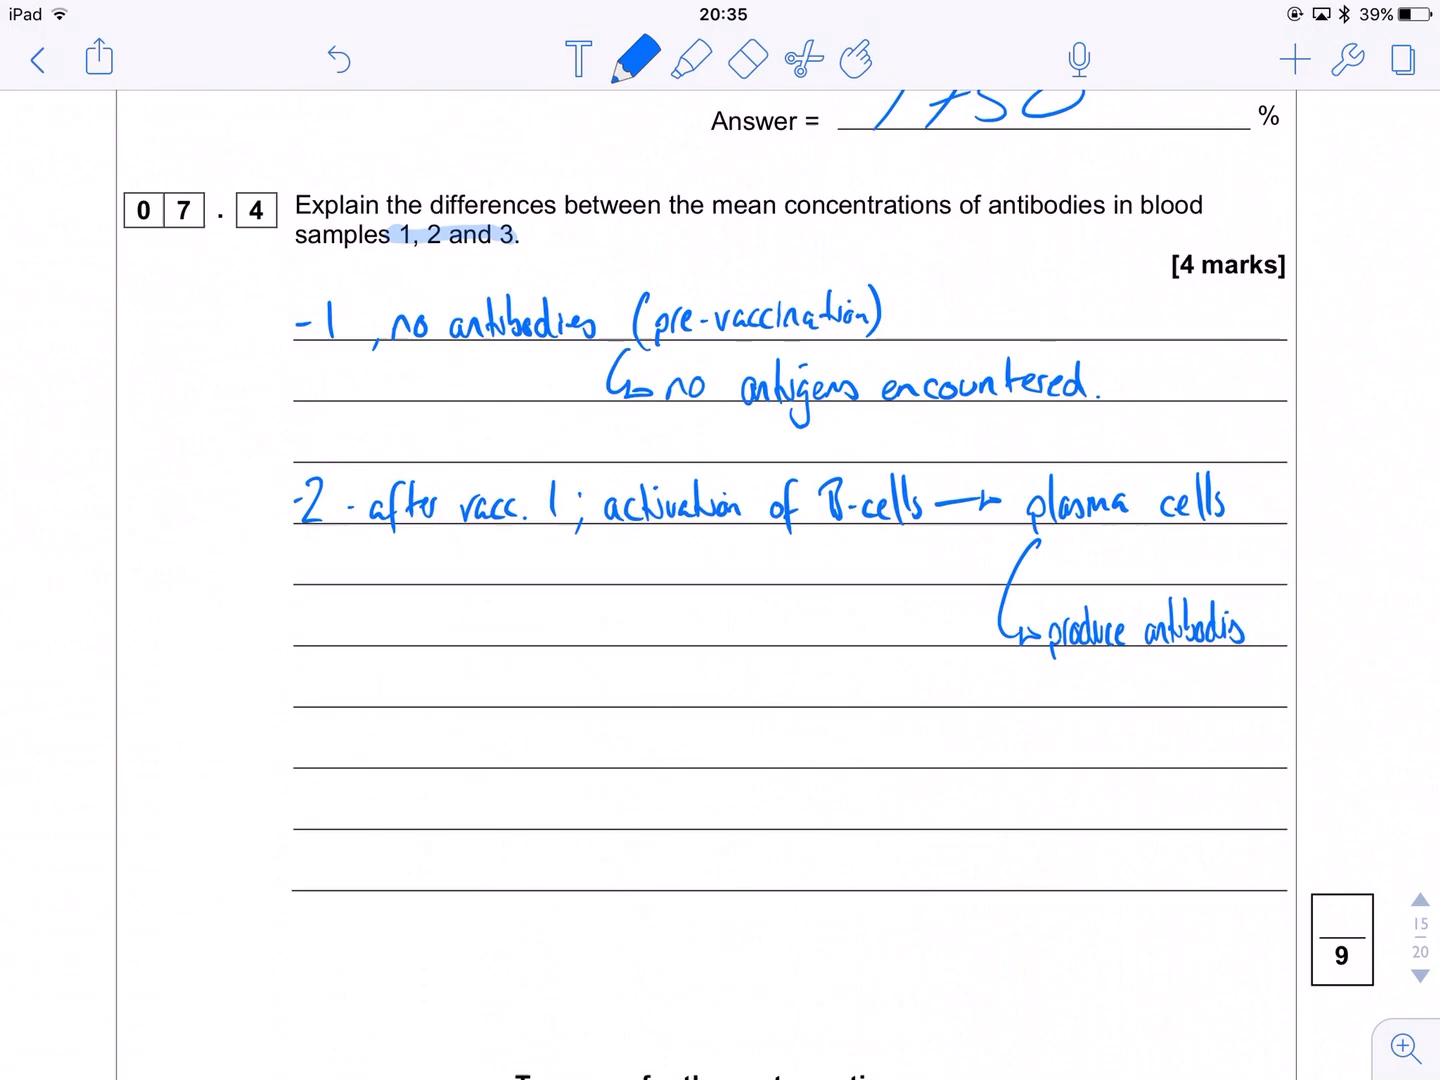 iPad 20:35 39%
T
Answer = 1750 %
0 7 . 4 Explain the differences between the mean concentrations of antibodies in blood
samples 1, 2 and 3.
[4 marks]
-1, no antibodies (pre-vaccination)
↳ no antigens encountered.
-2 - after vacc. 1; activation of B-cells → plasma cells
↳ produce antibodis
15
20
9